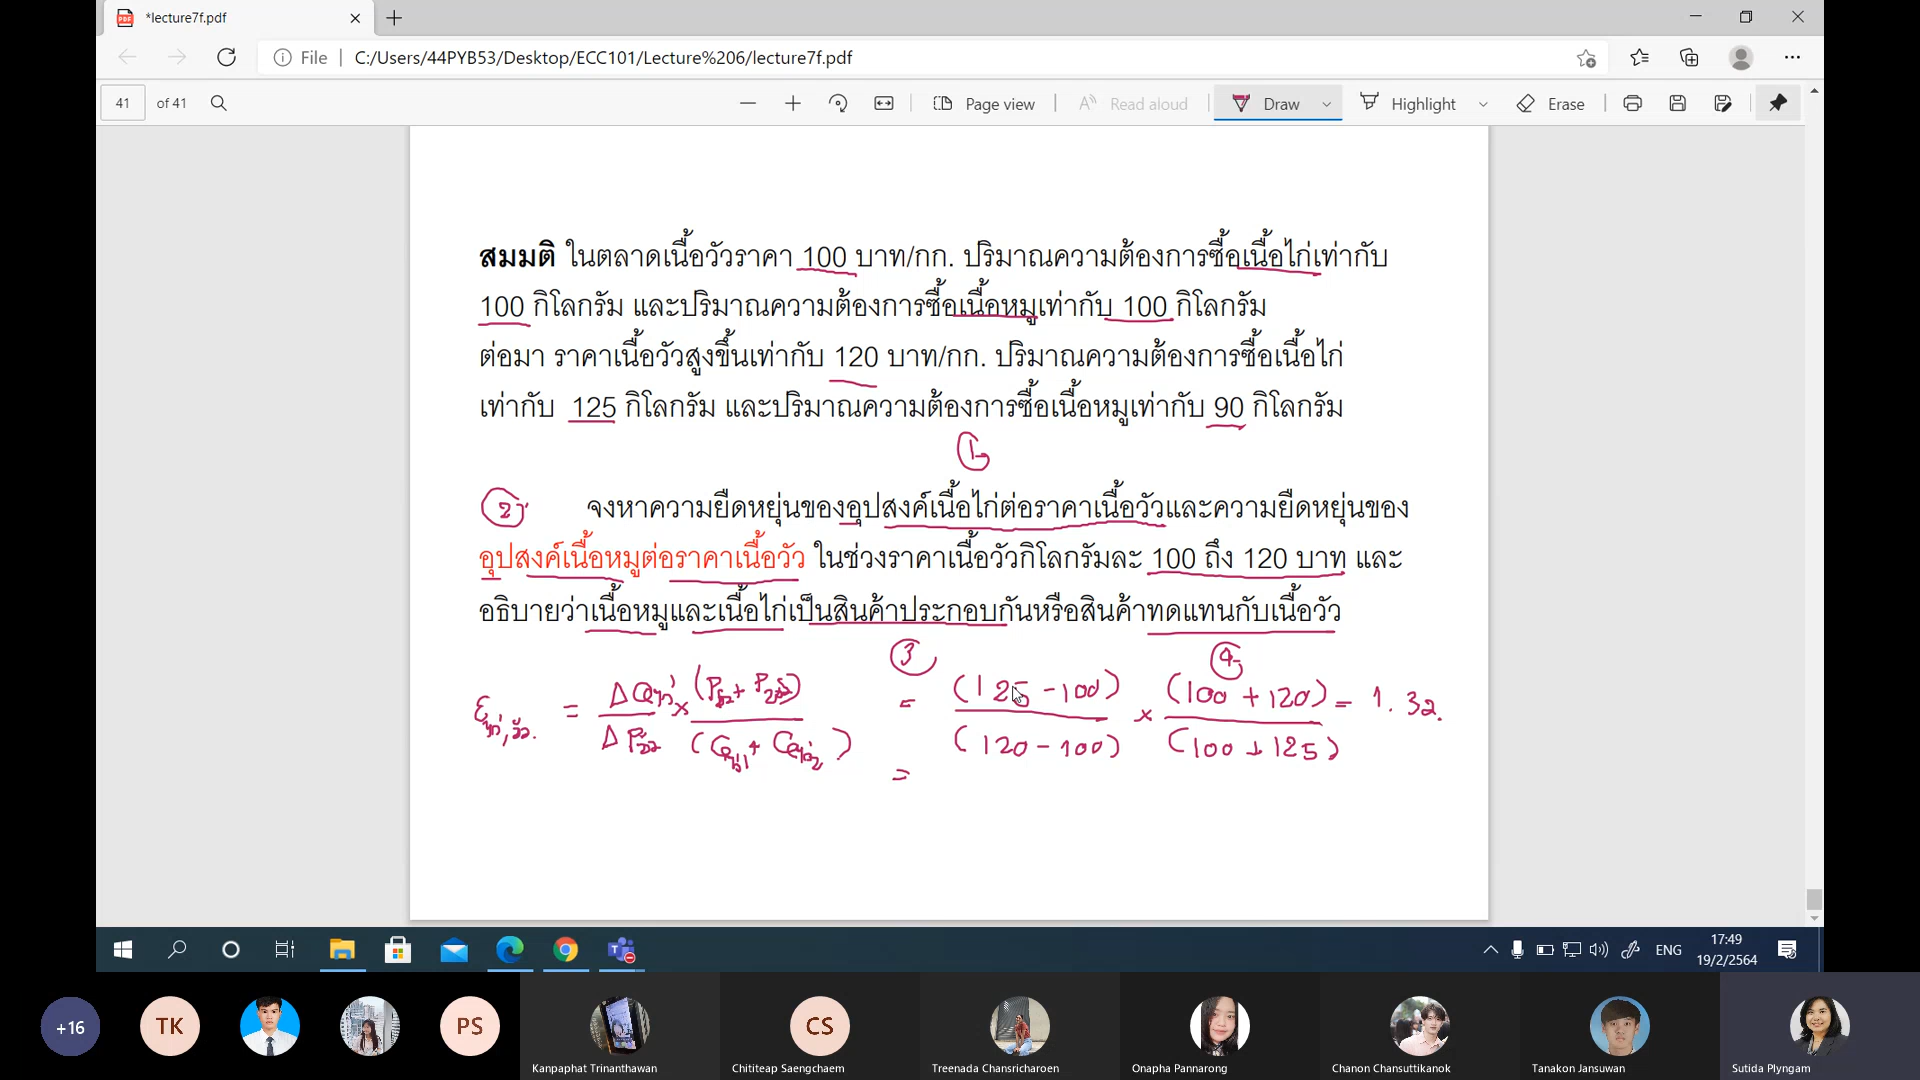 *lecture7f.pdf
File C:/Users/44PYB53/Desktop/ECC101/Lecture%206/lecture7f.pdf
41 of 41 Page view Read aloud Draw Highlight Erase
สมมติ ในตลาดเนื้อวัวราคา 100 บาท/กก. ปริมาณความต้องการซื้อเนื้อไก่เท่ากับ
100 กิโลกรัม และปริมาณความต้องการซื้อเนื้อหมูเท่ากับ 100 กิโลกรัม
ต่อมา ราคาเนื้อวัวสูงขึ้นเท่ากับ 120 บาท/กก. ปริมาณความต้องการซื้อเนื้อไก่
เท่ากับ 125 กิโลกรัม และปริมาณความต้องการซื้อเนื้อหมูเท่ากับ 90 กิโลกรัม
1
2 จงหาความยืดหยุ่นของอุปสงค์เนื้อไก่ต่อราคาเนื้อวัวและความยืดหยุ่นของ
อุปสงค์เนื้อหมูต่อราคาเนื้อวัว ในช่วงราคาเนื้อวัวกิโลกรัมละ 100 ถึง 120 บาท และ
อธิบายว่าเนื้อหมูและเนื้อไก่เป็นสินค้าประกอบกันหรือสินค้าทดแทนกับเนื้อวัว
3 4
= (125 - 100) × (100 + 120) = 1.32.
(120 - 100) (100 + 125)
=
ENG
17:49
19/2/2564
+16 TK PS CS
Kanpaphat Trinanthawan Chititeap Saengchaem Treenada Chansricharoen Onapha Pannarong Chanon Chansuttikanok Tanakon Jansuwan Sutida Plyngam